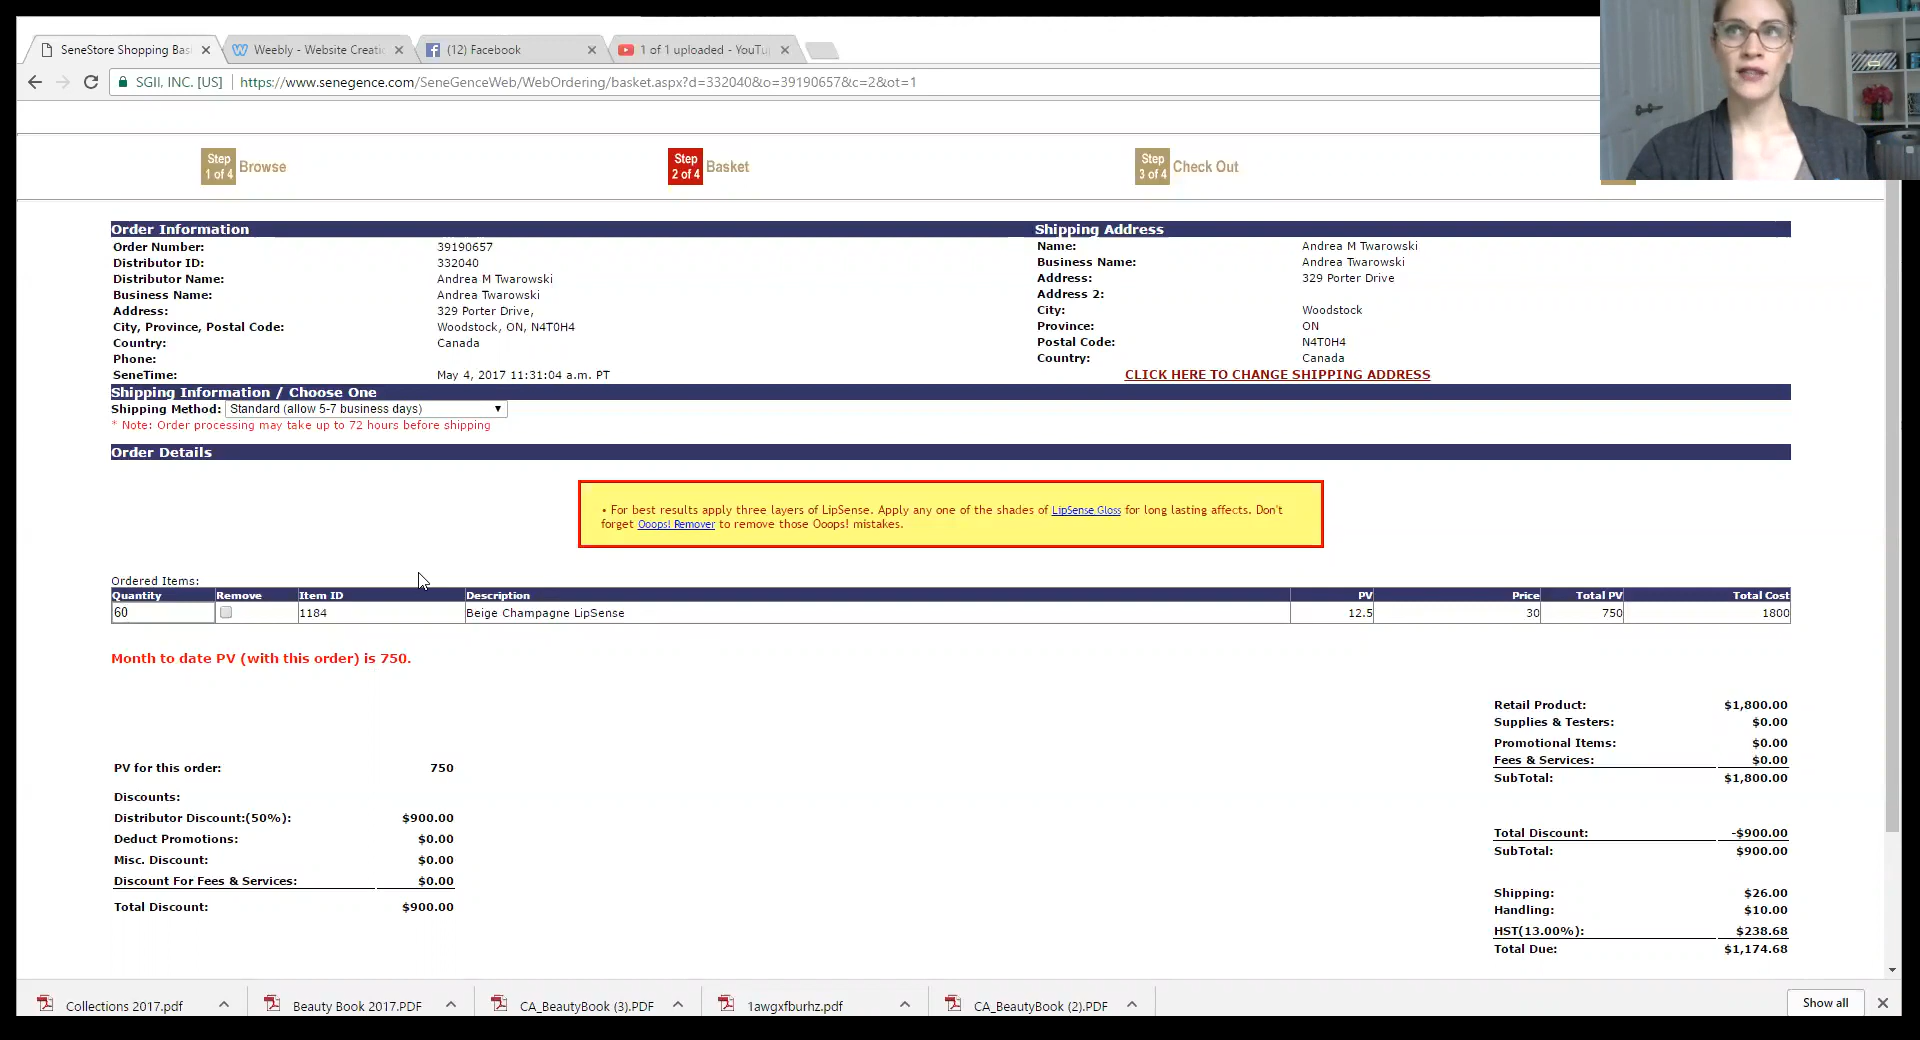 SeneStore Shopping Bas
Weebly - Website Creatio
(12) Facebook
1 of 1 uploaded - YouTu
SGII, INC. [US] https://www.senegence.com/SeneGenceWeb/WebOrdering/basket.aspx?d=332040&o=39190657&c=2&ot=1
Step 1 of 4 Browse
Step 2 of 4 Basket
Step 3 of 4 Check Out
Order Information
Order Number: 39190657
Distributor ID: 332040
Distributor Name: Andrea M Twarowski
Business Name: Andrea Twarowski
Address: 329 Porter Drive,
City, Province, Postal Code: Woodstock, ON, N4T0H4
Country: Canada
Phone:
SeneTime: May 4, 2017 11:31:04 a.m. PT
Shipping Address
Name: Andrea M Twarowski
Business Name: Andrea Twarowski
Address: 329 Porter Drive
Address 2:
City: Woodstock
Province: ON
Postal Code: N4T0H4
Country: Canada
CLICK HERE TO CHANGE SHIPPING ADDRESS
Shipping Information / Choose One
Shipping Method: Standard (allow 5-7 business days)
* Note: Order processing may take up to 72 hours before shipping
Order Details
• For best results apply three layers of LipSense. Apply any one of the shades of LipSense Gloss for long lasting affects. Don't
forget Ooops! Remover to remove those Ooops! mistakes.
Ordered Items:
Quantity Remove Item ID Description PV Price Total PV Total Cost
60 1184 Beige Champagne LipSense 12.5 30 750 1800
Month to date PV (with this order) is 750.
PV for this order: 750
Discounts:
Distributor Discount:(50%): $900.00
Deduct Promotions: $0.00
Misc. Discount: $0.00
Discount For Fees & Services: $0.00
Total Discount: $900.00
Retail Product: $1,800.00
Supplies & Testers: $0.00
Promotional Items: $0.00
Fees & Services: $0.00
SubTotal: $1,800.00
Total Discount: -$900.00
SubTotal: $900.00
Shipping: $26.00
Handling: $10.00
HST(13.00%): $238.68
Total Due: $1,174.68
Collections 2017.pdf
Beauty Book 2017.PDF
CA_BeautyBook (3).PDF
1awgxfburhz.pdf
CA_BeautyBook (2).PDF
Show all